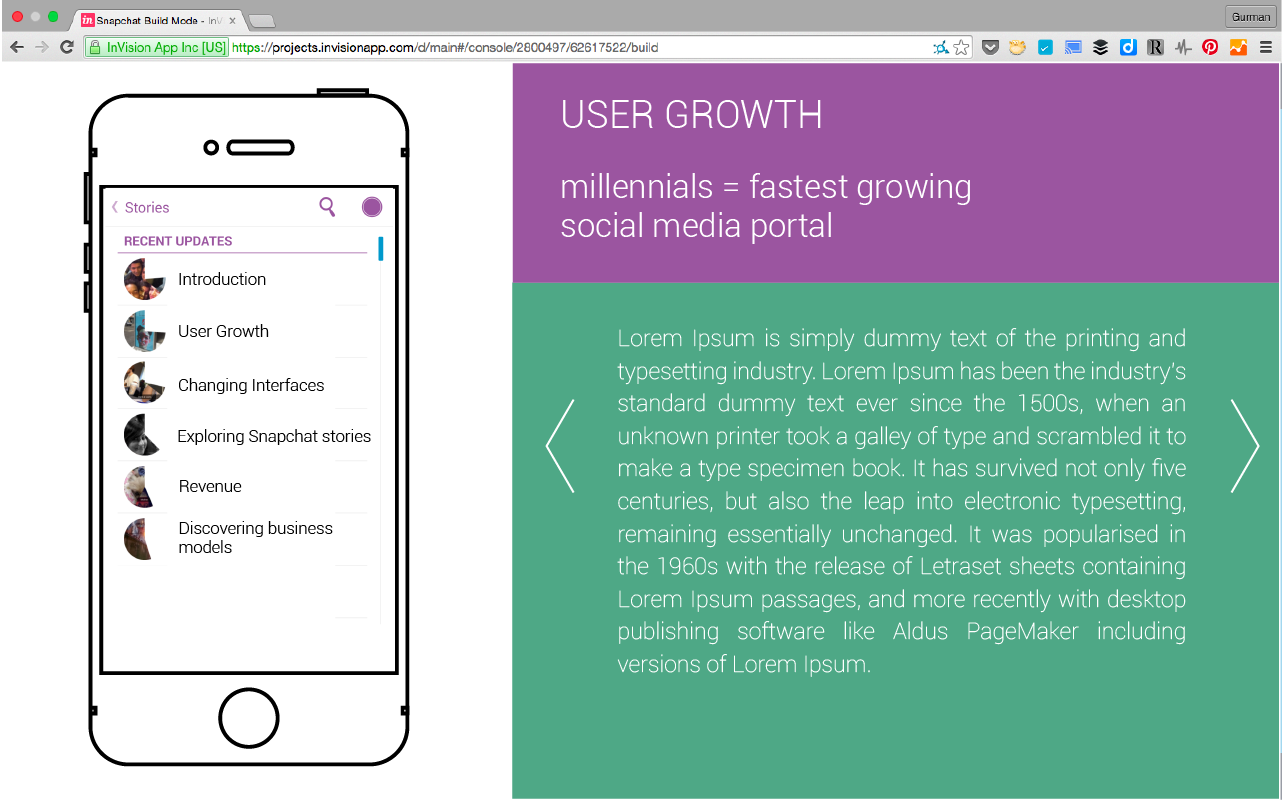 Snapchat Build Mode - InV
Gurman
InVision App Inc [US] https://projects.invisionapp.com/d/main#/console/2800497/62617522/build
Stories
RECENT UPDATES
Introduction
User Growth
Changing Interfaces
Exploring Snapchat stories
Revenue
Discovering business
models
USER GROWTH
millennials = fastest growing
social media portal
Lorem Ipsum is simply dummy text of the printing and
typesetting industry. Lorem Ipsum has been the industry's
standard dummy text ever since the 1500s, when an
unknown printer took a galley of type and scrambled it to
make a type specimen book. It has survived not only five
centuries, but also the leap into electronic typesetting,
remaining essentially unchanged. It was popularised in
the 1960s with the release of Letraset sheets containing
Lorem Ipsum passages, and more recently with desktop
publishing software like Aldus PageMaker including
versions of Lorem Ipsum.